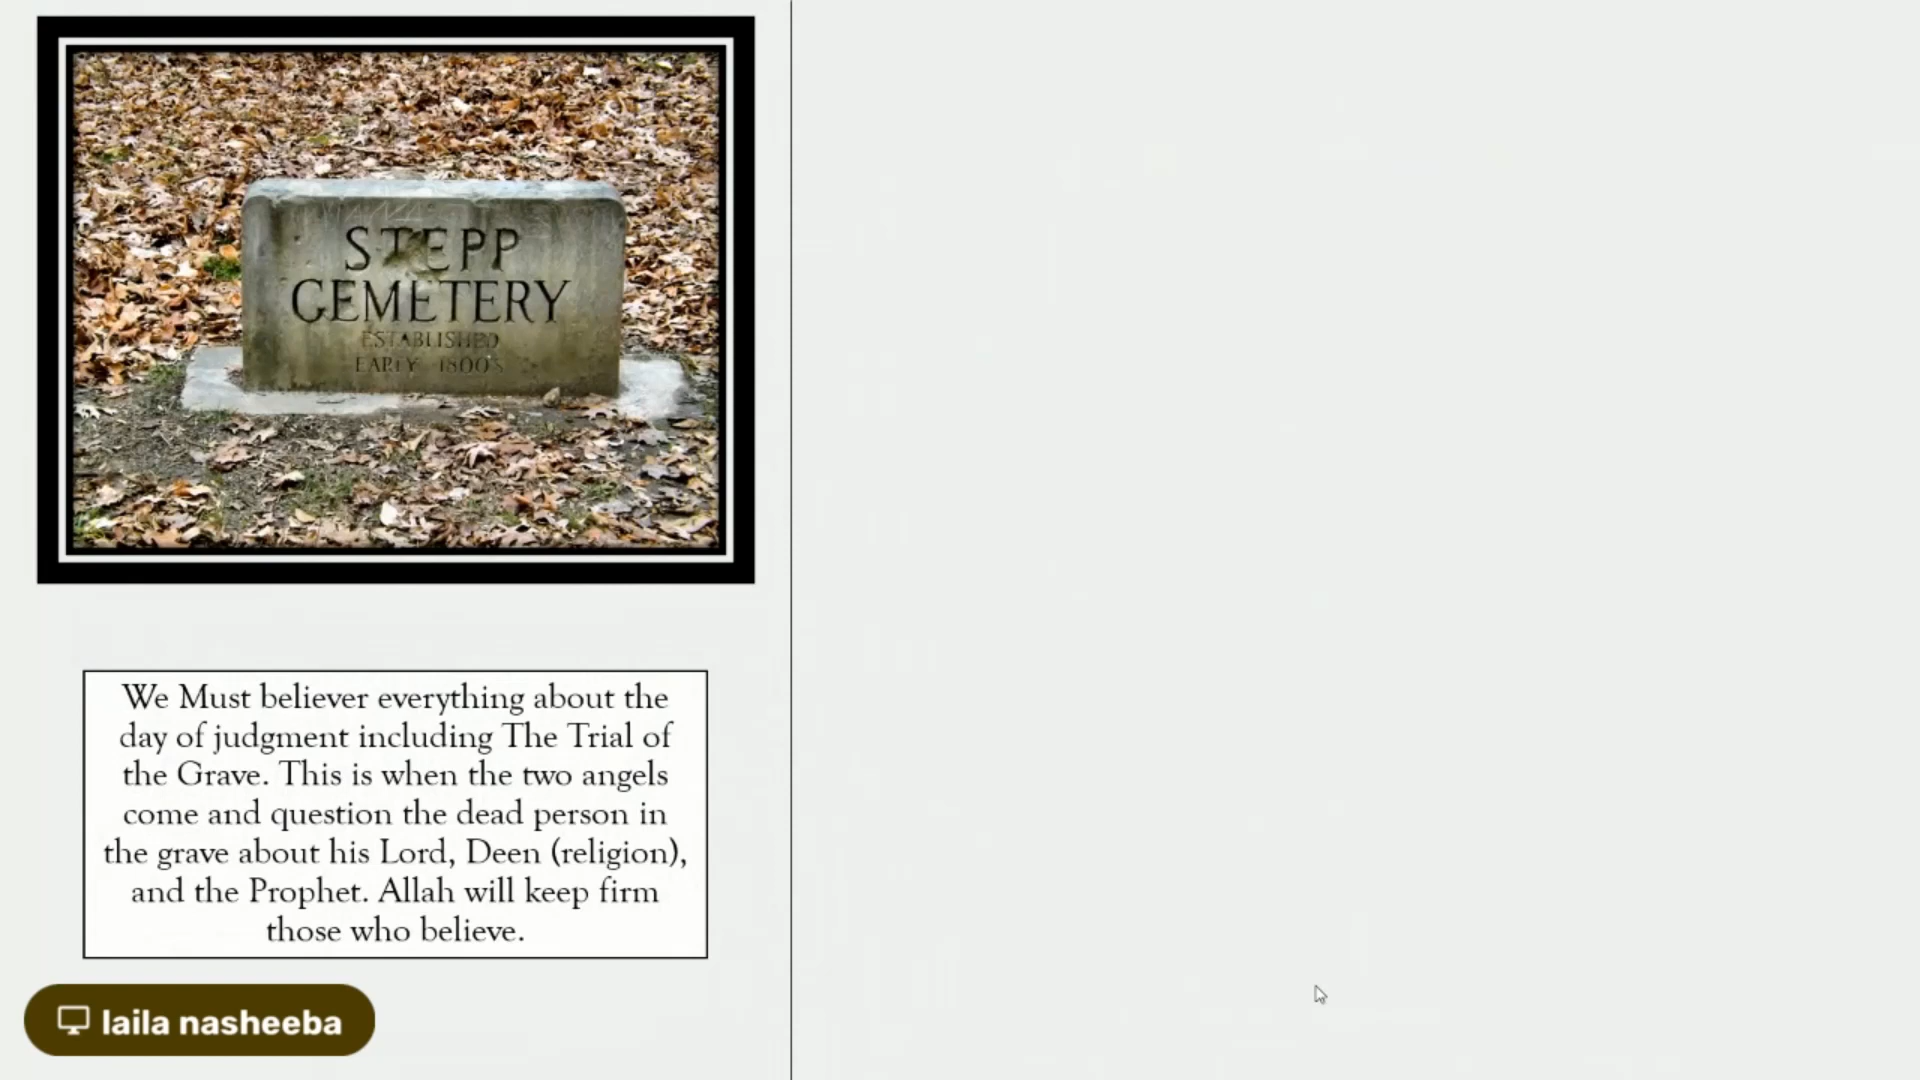 STEPP
CEMETERY
ESTABLISHED
EARLY 1800'S
We Must believer everything about the
day of judgment including The Trial of
the Grave. This is when the two angels
come and question the dead person in
the grave about his Lord, Deen (religion),
and the Prophet. Allah will keep firm
those who believe.
laila nasheeba